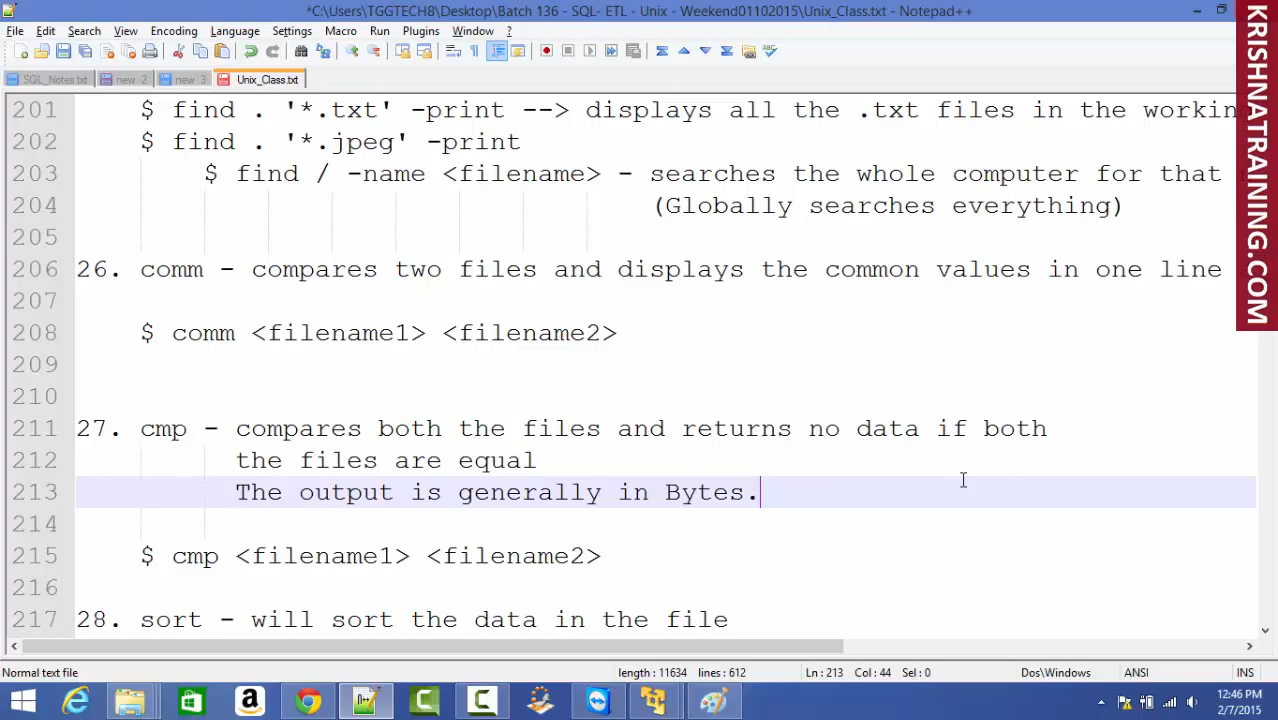 *C:\Users\TGGTECH8\Desktop\Batch 136 - SQL- ETL - Unix - Weekend01102015\Unix_Class.txt - Notepad++
File Edit Search View Encoding Language Settings Macro Run Plugins Window ?
SQL_Notes.txt new 2 new 3 Unix_Class.txt
201 $ find . '*.txt' -print --> displays all the .txt files in the working
202 $ find . '*.jpeg' -print
203 $ find / -name <filename> - searches the whole computer for that
204 (Globally searches everything)
205
206 26. comm - compares two files and displays the common values in one line
207
208 $ comm <filename1> <filename2>
209
210
211 27. cmp - compares both the files and returns no data if both
212 the files are equal
213 The output is generally in Bytes.
214
215 $ cmp <filename1> <filename2>
216
217 28. sort - will sort the data in the file
Normal text file length : 11634 lines : 612 Ln : 213 Col : 44 Sel : 0 Dos\Windows ANSI INS
12:46 PM
2/7/2015
KRISHNATRAINING.COM